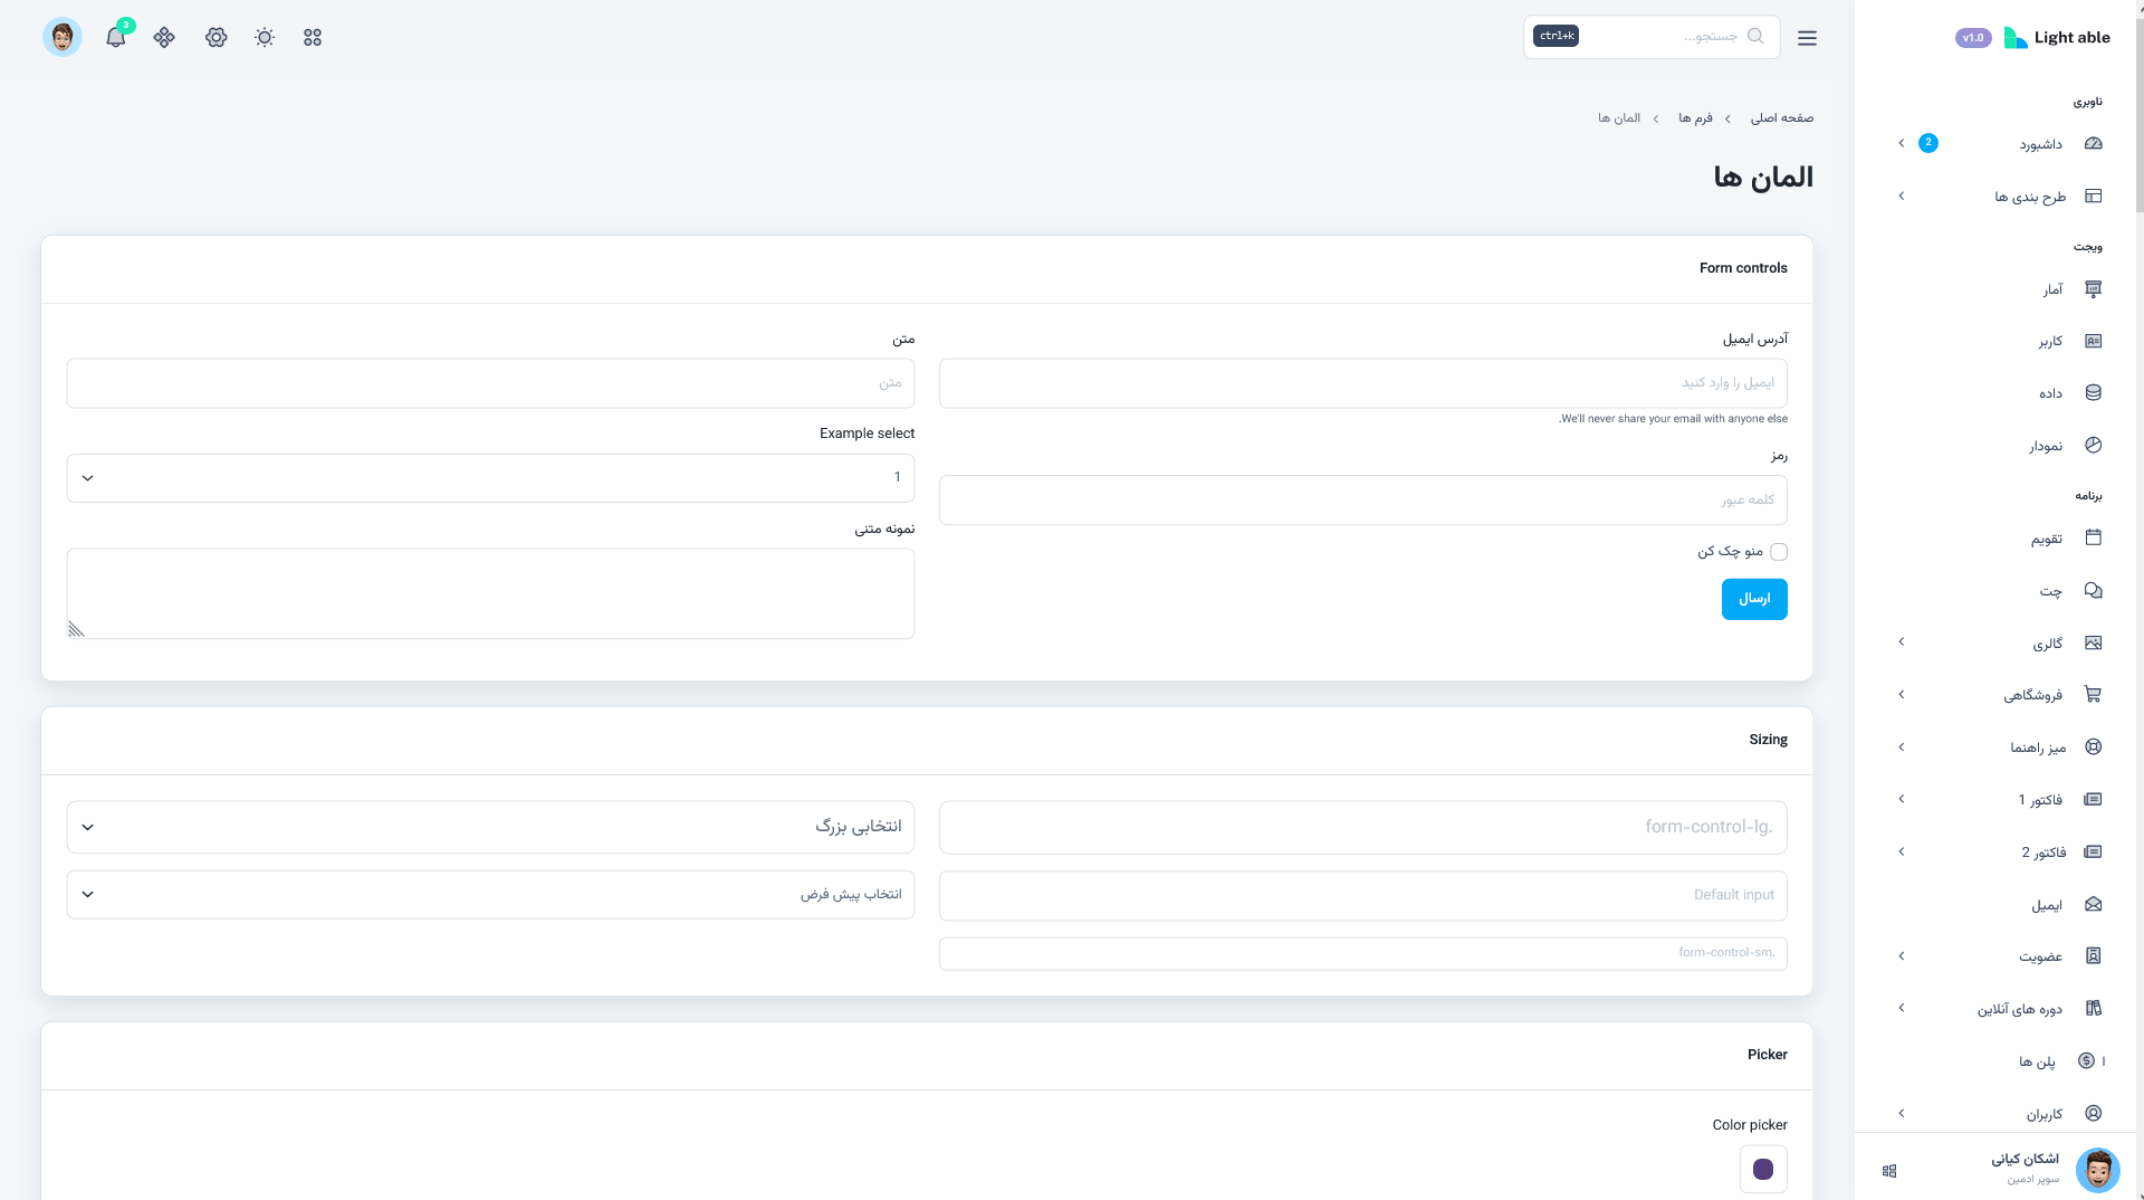 Light able
v1.0
ناوبری
داشبورد
2
طرح بندی ها
ویجت
آمار
کاربر
داده
نمودار
برنامه
تقویم
چت
گالری
فروشگاهی
میز راهنما
فاکتور 1
فاکتور 2
ایمیل
عضویت
دوره های آنلاین
پلن ها
کاربران
اشکان کیانی
سوپر ادمین
جستجو...
ctrl+k
3
صفحه اصلی
فرم ها
المان ها
المان ها
Form controls
آدرس ایمیل
ایمیل را وارد کنید
.We'll never share your email with anyone else
رمز
کلمه عبور
منو چک کن
ارسال
متن
متن
Example select
1
نمونه متنی
Sizing
form-control-lg.
Default input
form-control-sm.
انتخابی بزرگ
انتخاب پیش فرض
Picker
Color picker